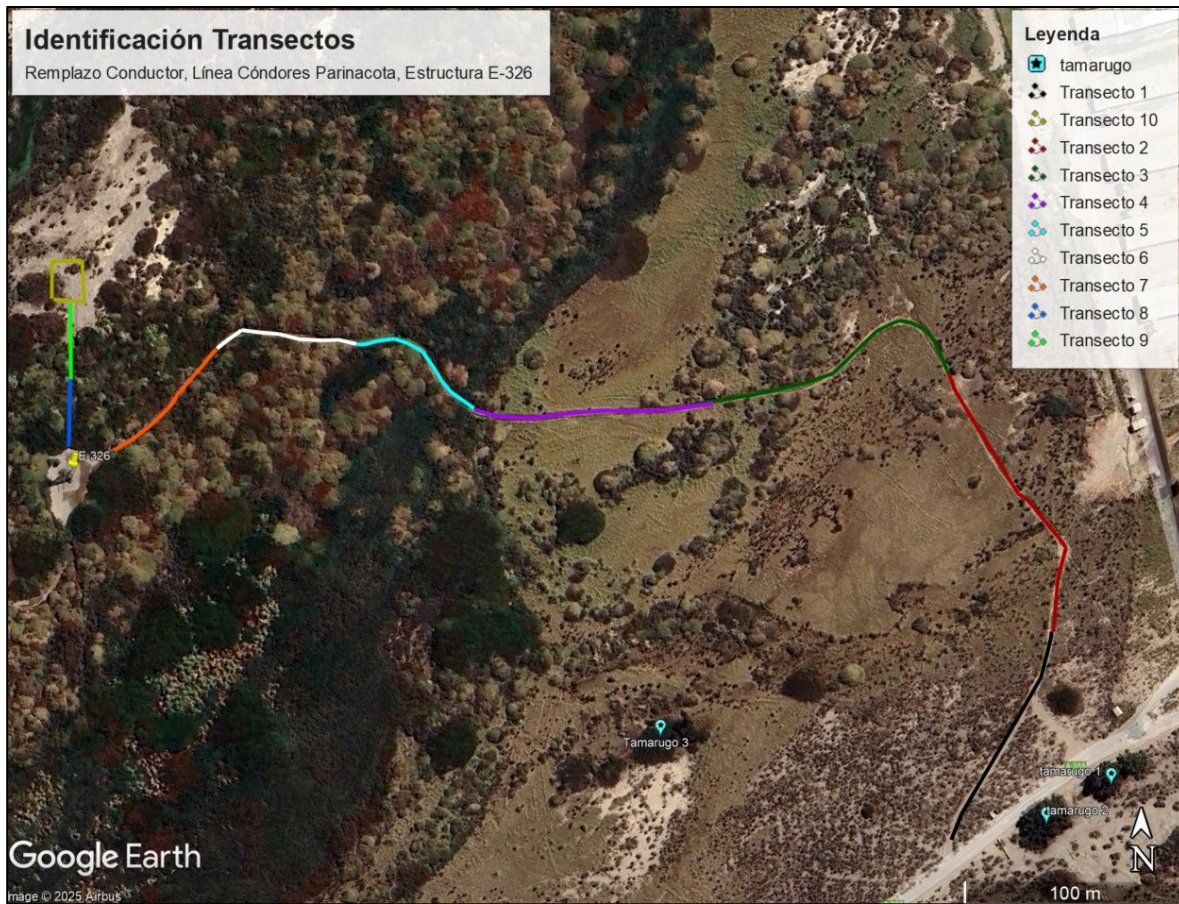 Identificación Transectos
Remplazo Conductor, Línea Cóndores Parinacota, Estructura E-326
Leyenda
tamarugo
Transecto 1
Transecto 10
Transecto 2
Transecto 3
Transecto 4
Transecto 5
Transecto 6
Transecto 7
Transecto 8
Transecto 9
E-326
Tamarugo 3
tamarugo 1
tamarugo 2
Google Earth
N
mage © 2025 Airbus
100 m